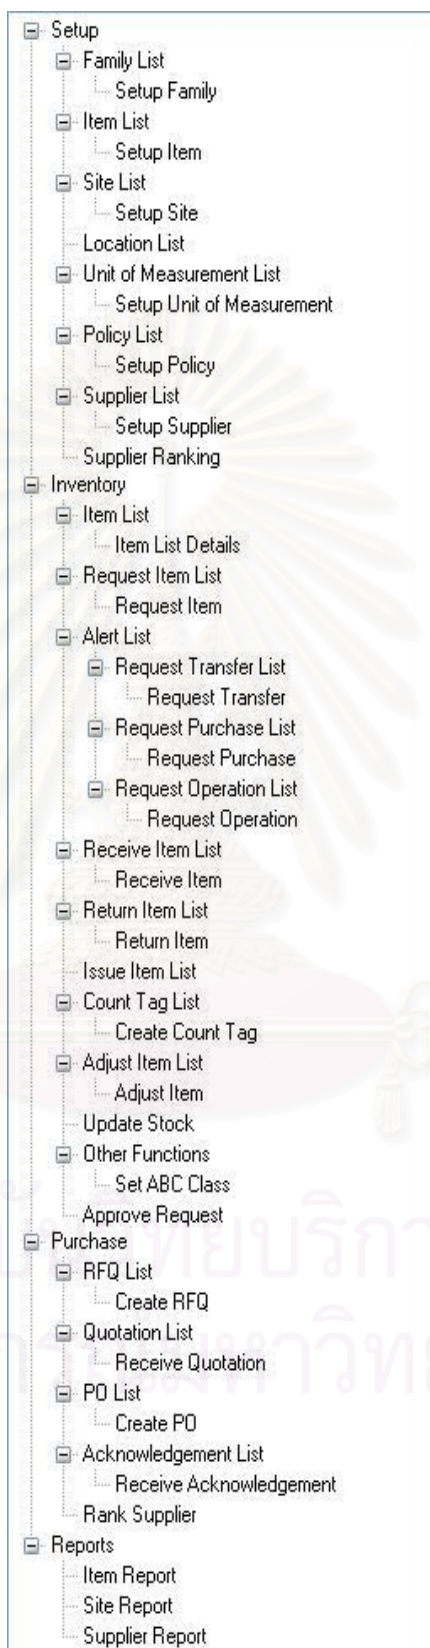 Setup
Family List
Setup Family
Item List
Setup Item
Site List
Setup Site
Location List
Unit of Measurement List
Setup Unit of Measurement
Policy List
Setup Policy
Supplier List
Setup Supplier
Supplier Ranking
Inventory
Item List
Item List Details
Request Item List
Request Item
Alert List
Request Transfer List
Request Transfer
Request Purchase List
Request Purchase
Request Operation List
Request Operation
Receive Item List
Receive Item
Return Item List
Return Item
Issue Item List
Count Tag List
Create Count Tag
Adjust Item List
Adjust Item
Update Stock
Other Functions
Set ABC Class
Approve Request
Purchase
RFQ List
Create RFQ
Quotation List
Receive Quotation
PO List
Create PO
Acknowledgement List
Receive Acknowledgement
Rank Supplier
Reports
Item Report
Site Report
Supplier Report